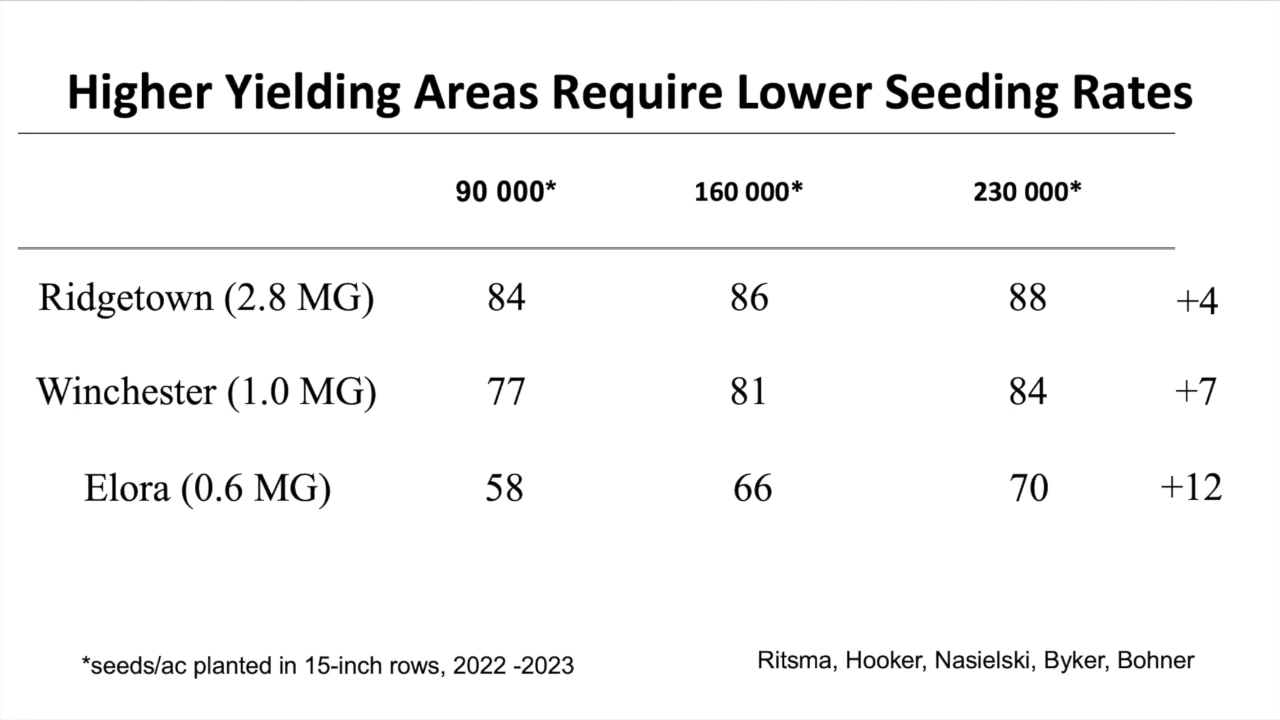 Higher Yielding Areas Require Lower Seeding Rates
90 000* 160 000* 230 000*
Ridgetown (2.8 MG) 84 86 88 +4
Winchester (1.0 MG) 77 81 84 +7
Elora (0.6 MG) 58 66 70 +12
*seeds/ac planted in 15-inch rows, 2022 -2023
Ritsma, Hooker, Nasielski, Byker, Bohner